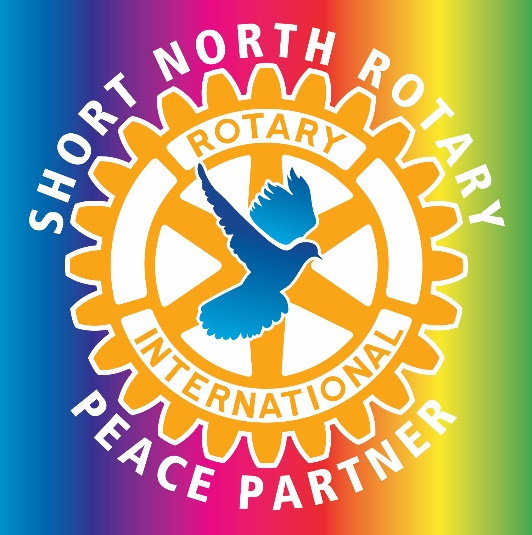 SHORT NORTH ROTARY
ROTARY
INTERNATIONAL
PEACE PARTNER